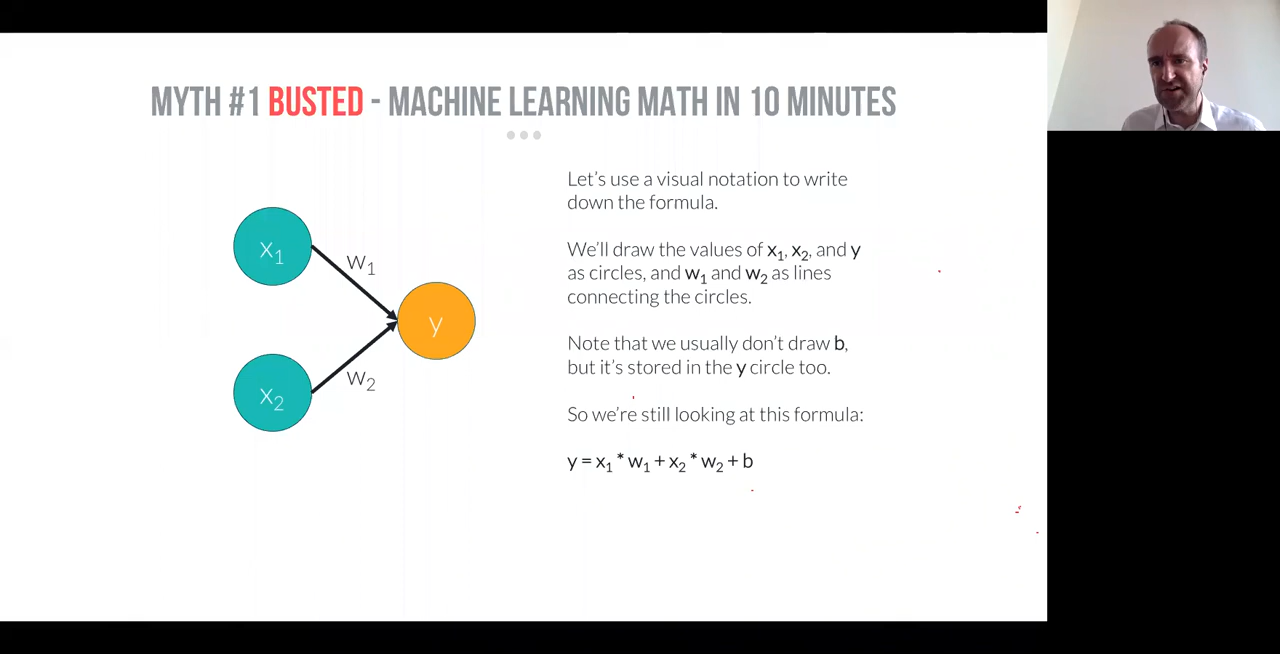 MYTH #1 BUSTED - MACHINE LEARNING MATH IN 10 MINUTES
x₁
w₁
y
w₂
x₂
Let's use a visual notation to write
down the formula.
We'll draw the values of x₁, x₂, and y
as circles, and w₁ and w₂ as lines
connecting the circles.
Note that we usually don't draw b,
but it's stored in the y circle too.
So we're still looking at this formula:
y = x₁ * w₁ + x₂ * w₂ + b